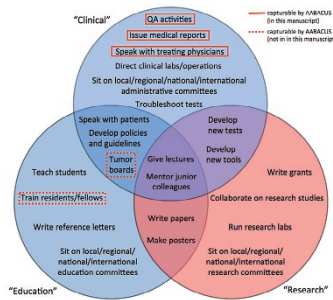 "Clinical"
QA activities
Issue medical reports
Speak with treating physicians
Direct clinical labs/operations
Sit on local/regional/national/international
administrative committees
Troubleshoot tests
capturable by AABACUS
(in this manuscript)
capturable by AABACUS
(not in this manuscript)
Speak with patients
Develop policies
and guidelines
Tumor
boards
Develop
new tests
Develop
new tools
Give lectures
Mentor junior
colleagues
Teach students
Train residents/fellows
Write reference letters
Sit on local/regional/
national/international
education committees
Write papers
Make posters
Write grants
Collaborate on research studies
Run research labs
Sit on local/regional/
national/international
research committees
"Education"
"Research"